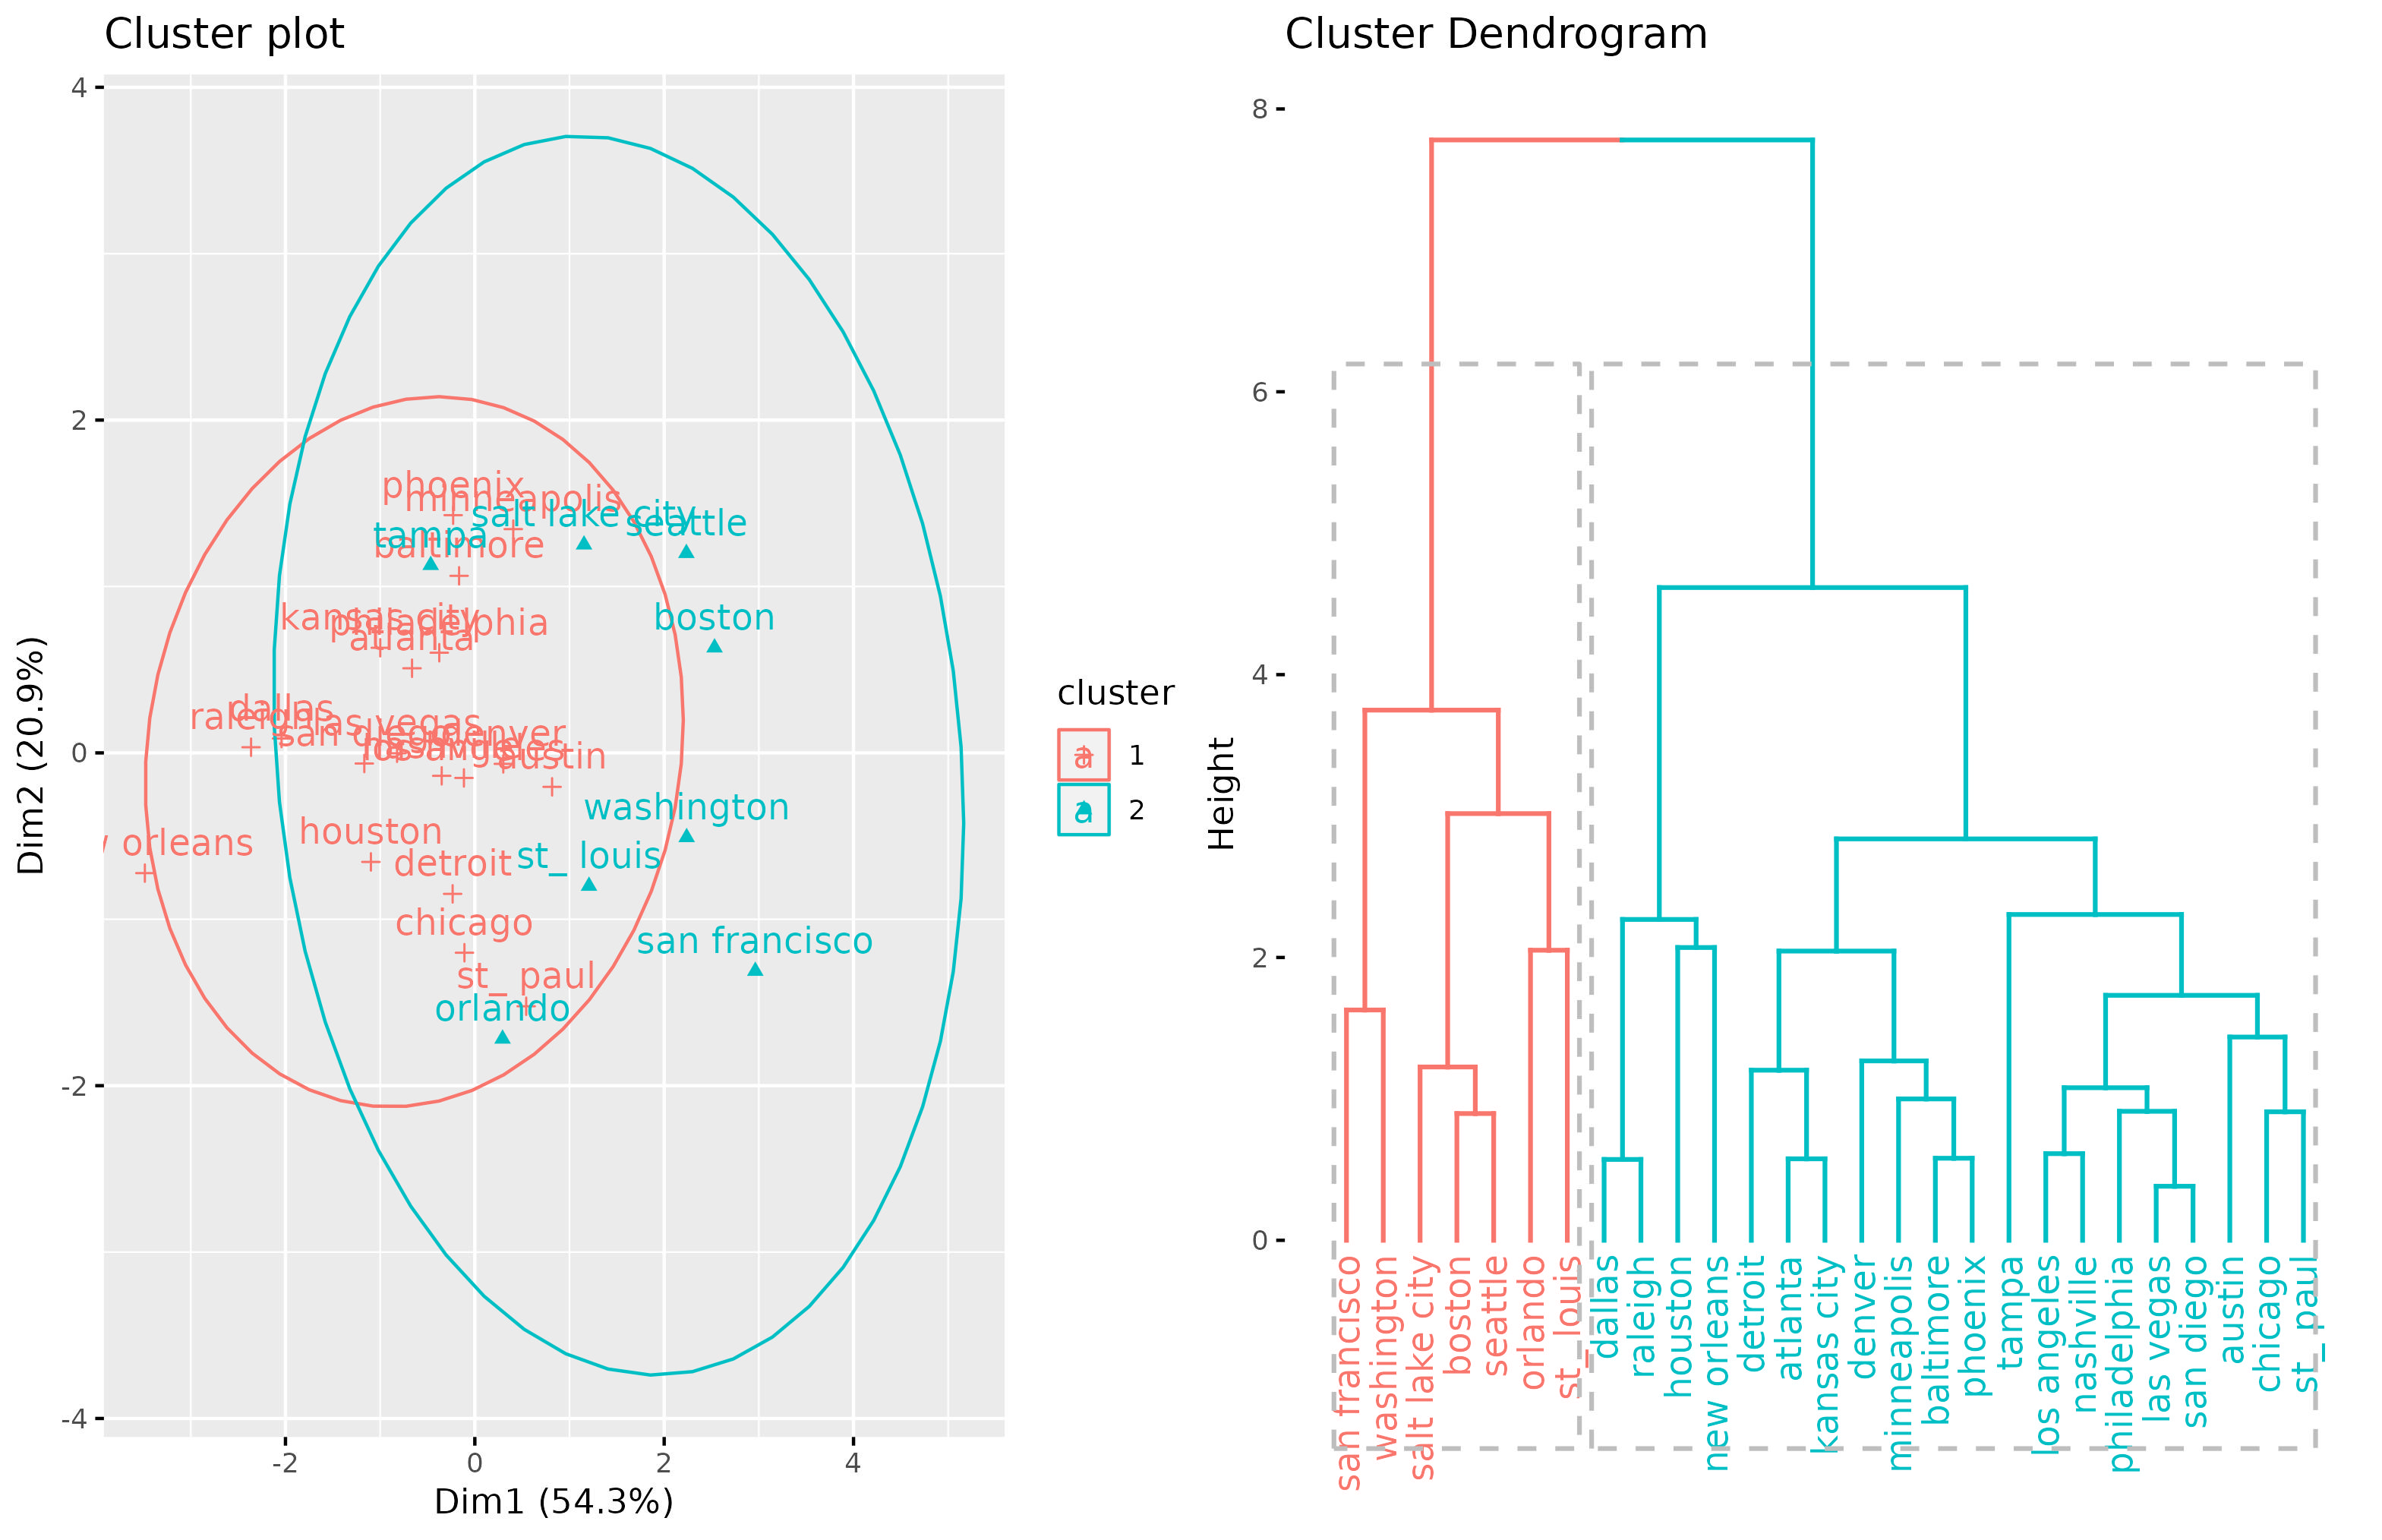 Cluster plot
4
2
0
-2
-4
Dim2 (20.9%)
phoenix
minneapolis
salt lake city
seattle
tampa
baltimore
boston
kansas city
philadelphia
atlanta
dallas
raleigh
las vegas
san diego
denver
los angeles
austin
washington
houston
orleans
st_ louis
detroit
chicago
san francisco
st_ paul
orlando
-2
0
2
4
Dim1 (54.3%)
cluster
a 1
a 2
Cluster Dendrogram
8
6
4
2
0
Height
san francisco
washington
salt lake city
boston
seattle
orlando
st_ louis
dallas
raleigh
houston
new orleans
detroit
atlanta
kansas city
denver
minneapolis
baltimore
phoenix
tampa
los angeles
nashville
philadelphia
las vegas
san diego
austin
chicago
st_ paul